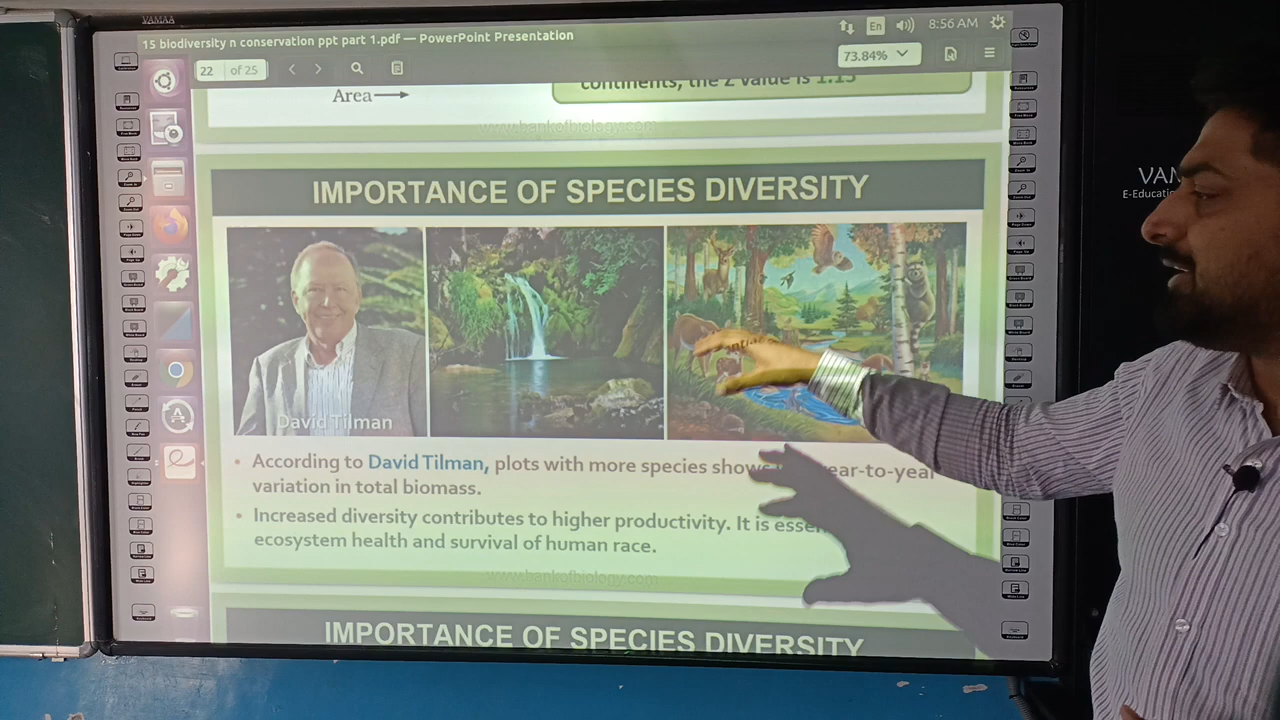 VAMAA
15 biodiversity n conservation ppt part 1.pdf — PowerPoint Presentation
En
8:56 AM
22 of 25
73.84%
Area
continents, the Z value is 1.15
www.bankofbiology.com
IMPORTANCE OF SPECIES DIVERSITY
VAM
E-Educatio
David Tilman
• According to David Tilman, plots with more species shows ear-to-year
variation in total biomass.
• Increased diversity contributes to higher productivity. It is esse
ecosystem health and survival of human race.
www.bankofbiology.com
IMPORTANCE OF SPECIES DIVERSITY